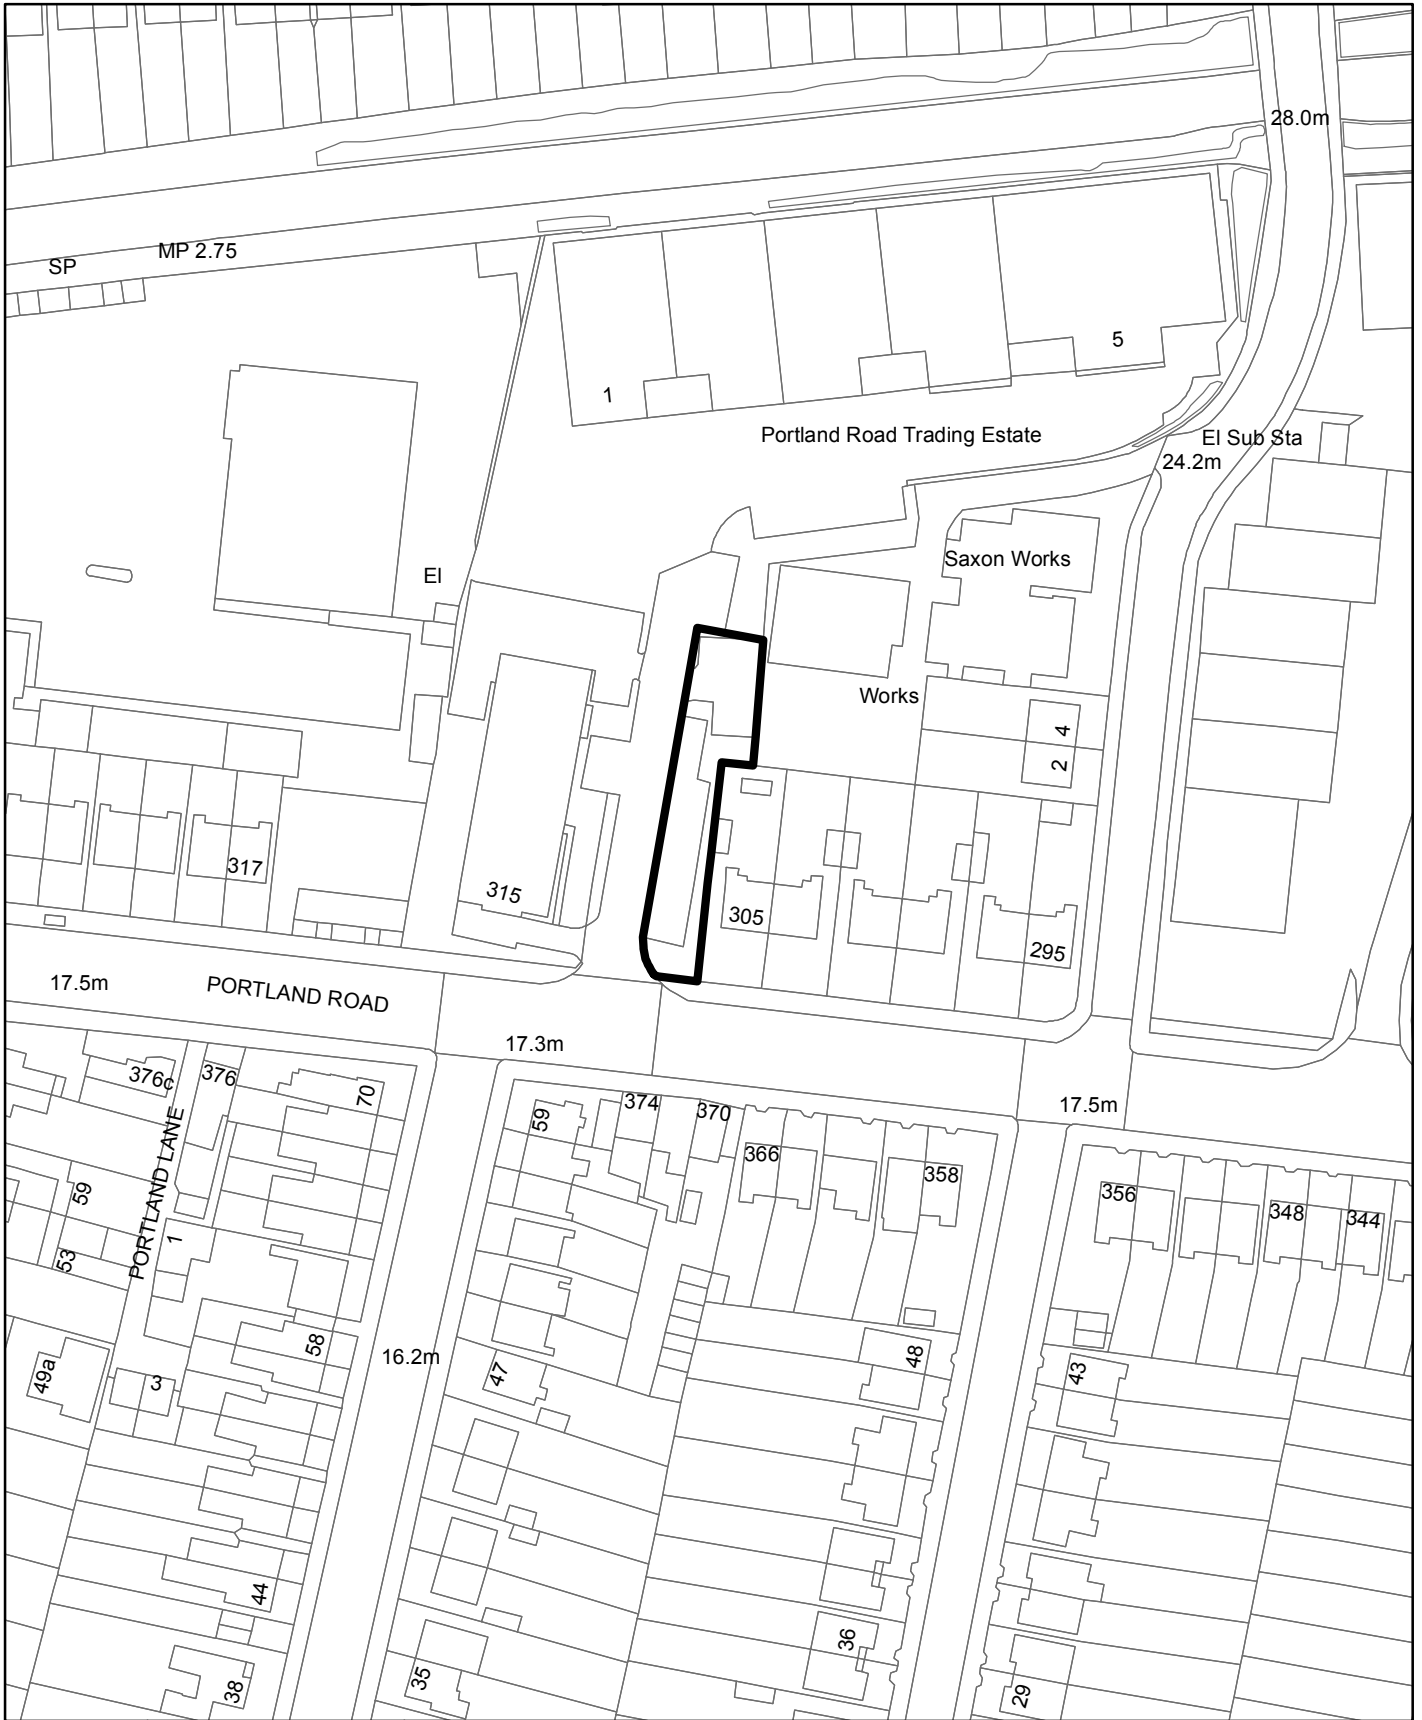 28.0m
MP 2.75
SP
5
1
Portland Road Trading Estate
El Sub Sta
24.2m
Saxon Works
El
Works
4
2
317
315
305
295
17.5m
PORTLAND ROAD
17.3m
376c
376
70
59
374
370
17.5m
366
358
356
348
344
PORTLAND LANE
59
53
1
58
16.2m
47
48
43
49a
3
44
38
35
36
29